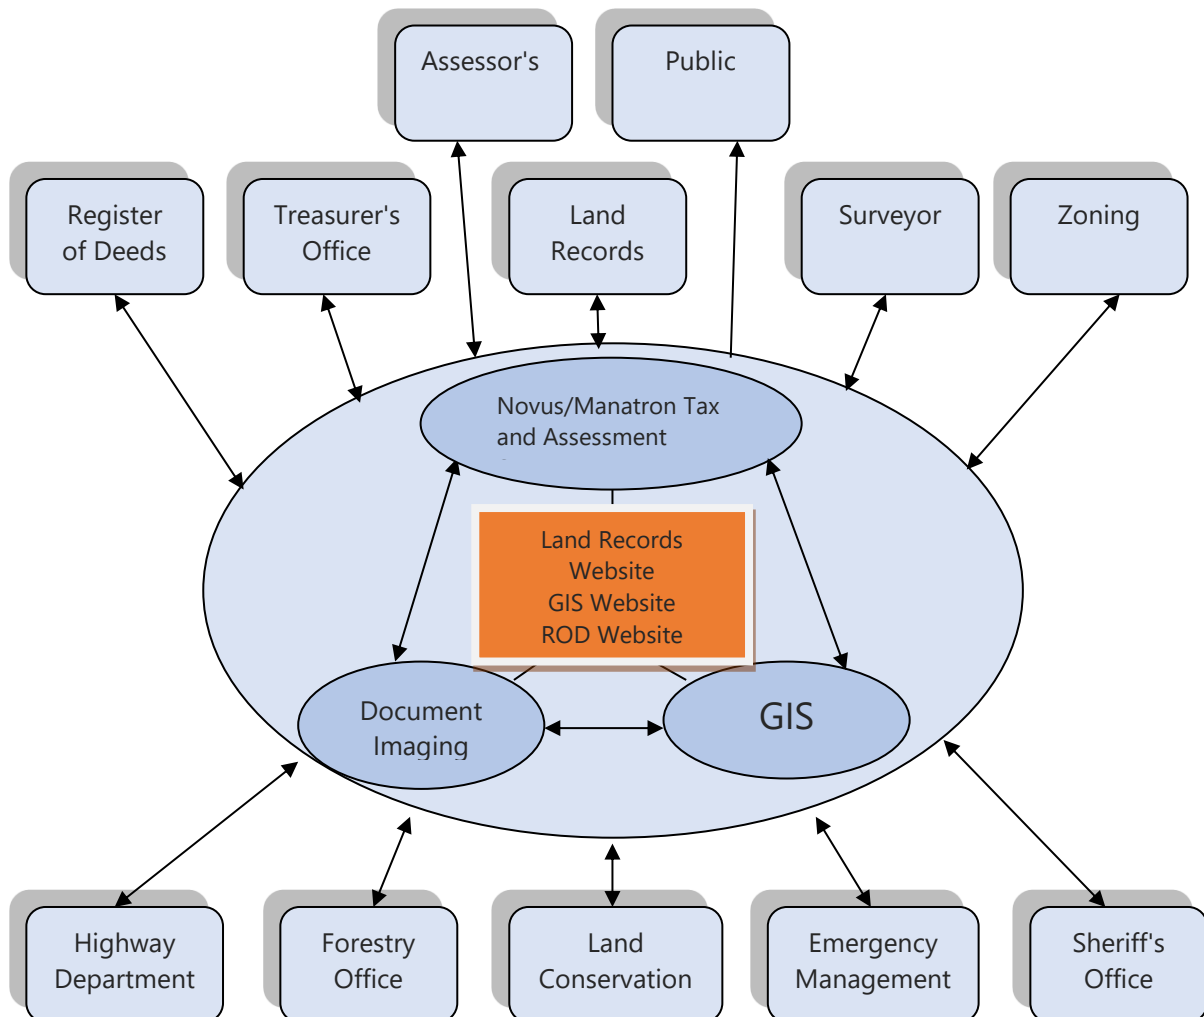 Assessor's
Public
Register
of Deeds
Treasurer's
Office
Land
Records
Surveyor
Zoning
Novus/Manatron Tax
and Assessment
Land Records
Website
GIS Website
ROD Website
Document
Imaging
GIS
Highway
Department
Forestry
Office
Land
Conservation
Emergency
Management
Sheriff's
Office